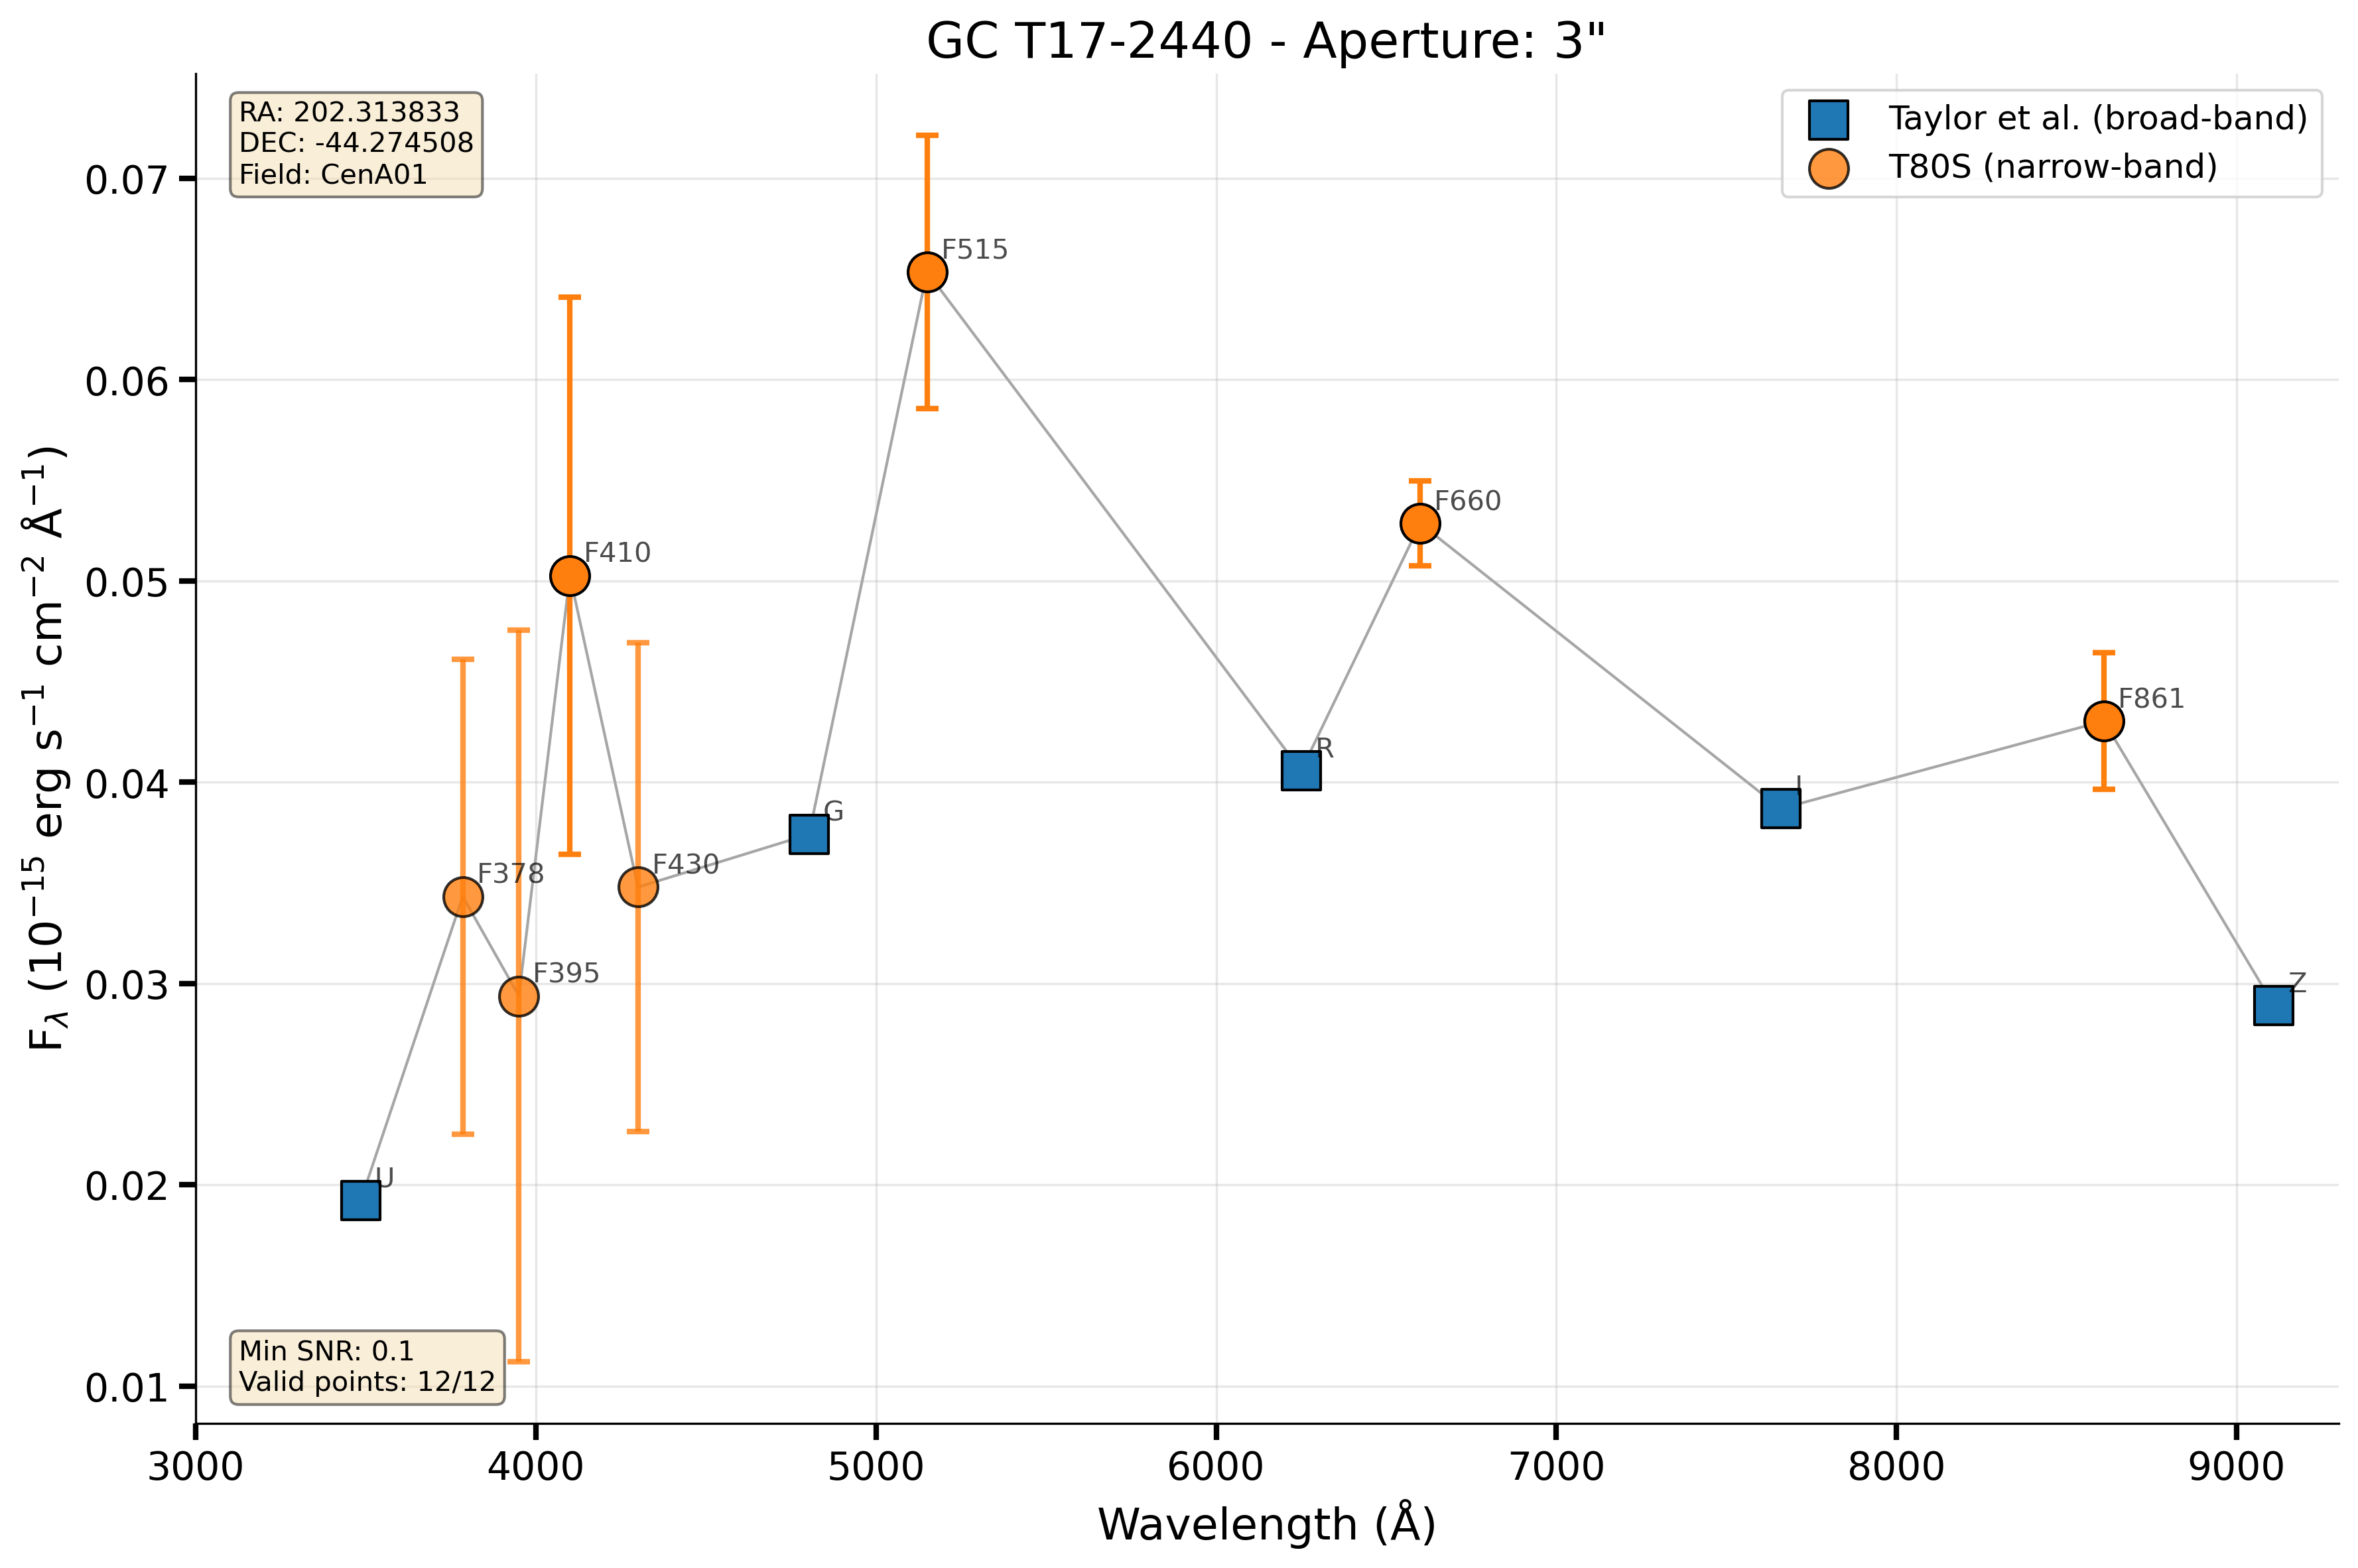 GC T17-2440 - Aperture: 3"
RA: 202.313833
DEC: -44.274508
Field: CenA01
Taylor et al. (broad-band)
T80S (narrow-band)
0.07
0.06
0.05
0.04
0.03
0.02
0.01
F_λ (10⁻¹⁵ erg s⁻¹ cm⁻² Å⁻¹)
U
F378
F395
F410
F430
G
F515
R
F660
I
F861
Z
Min SNR: 0.1
Valid points: 12/12
3000 4000 5000 6000 7000 8000 9000
Wavelength (Å)